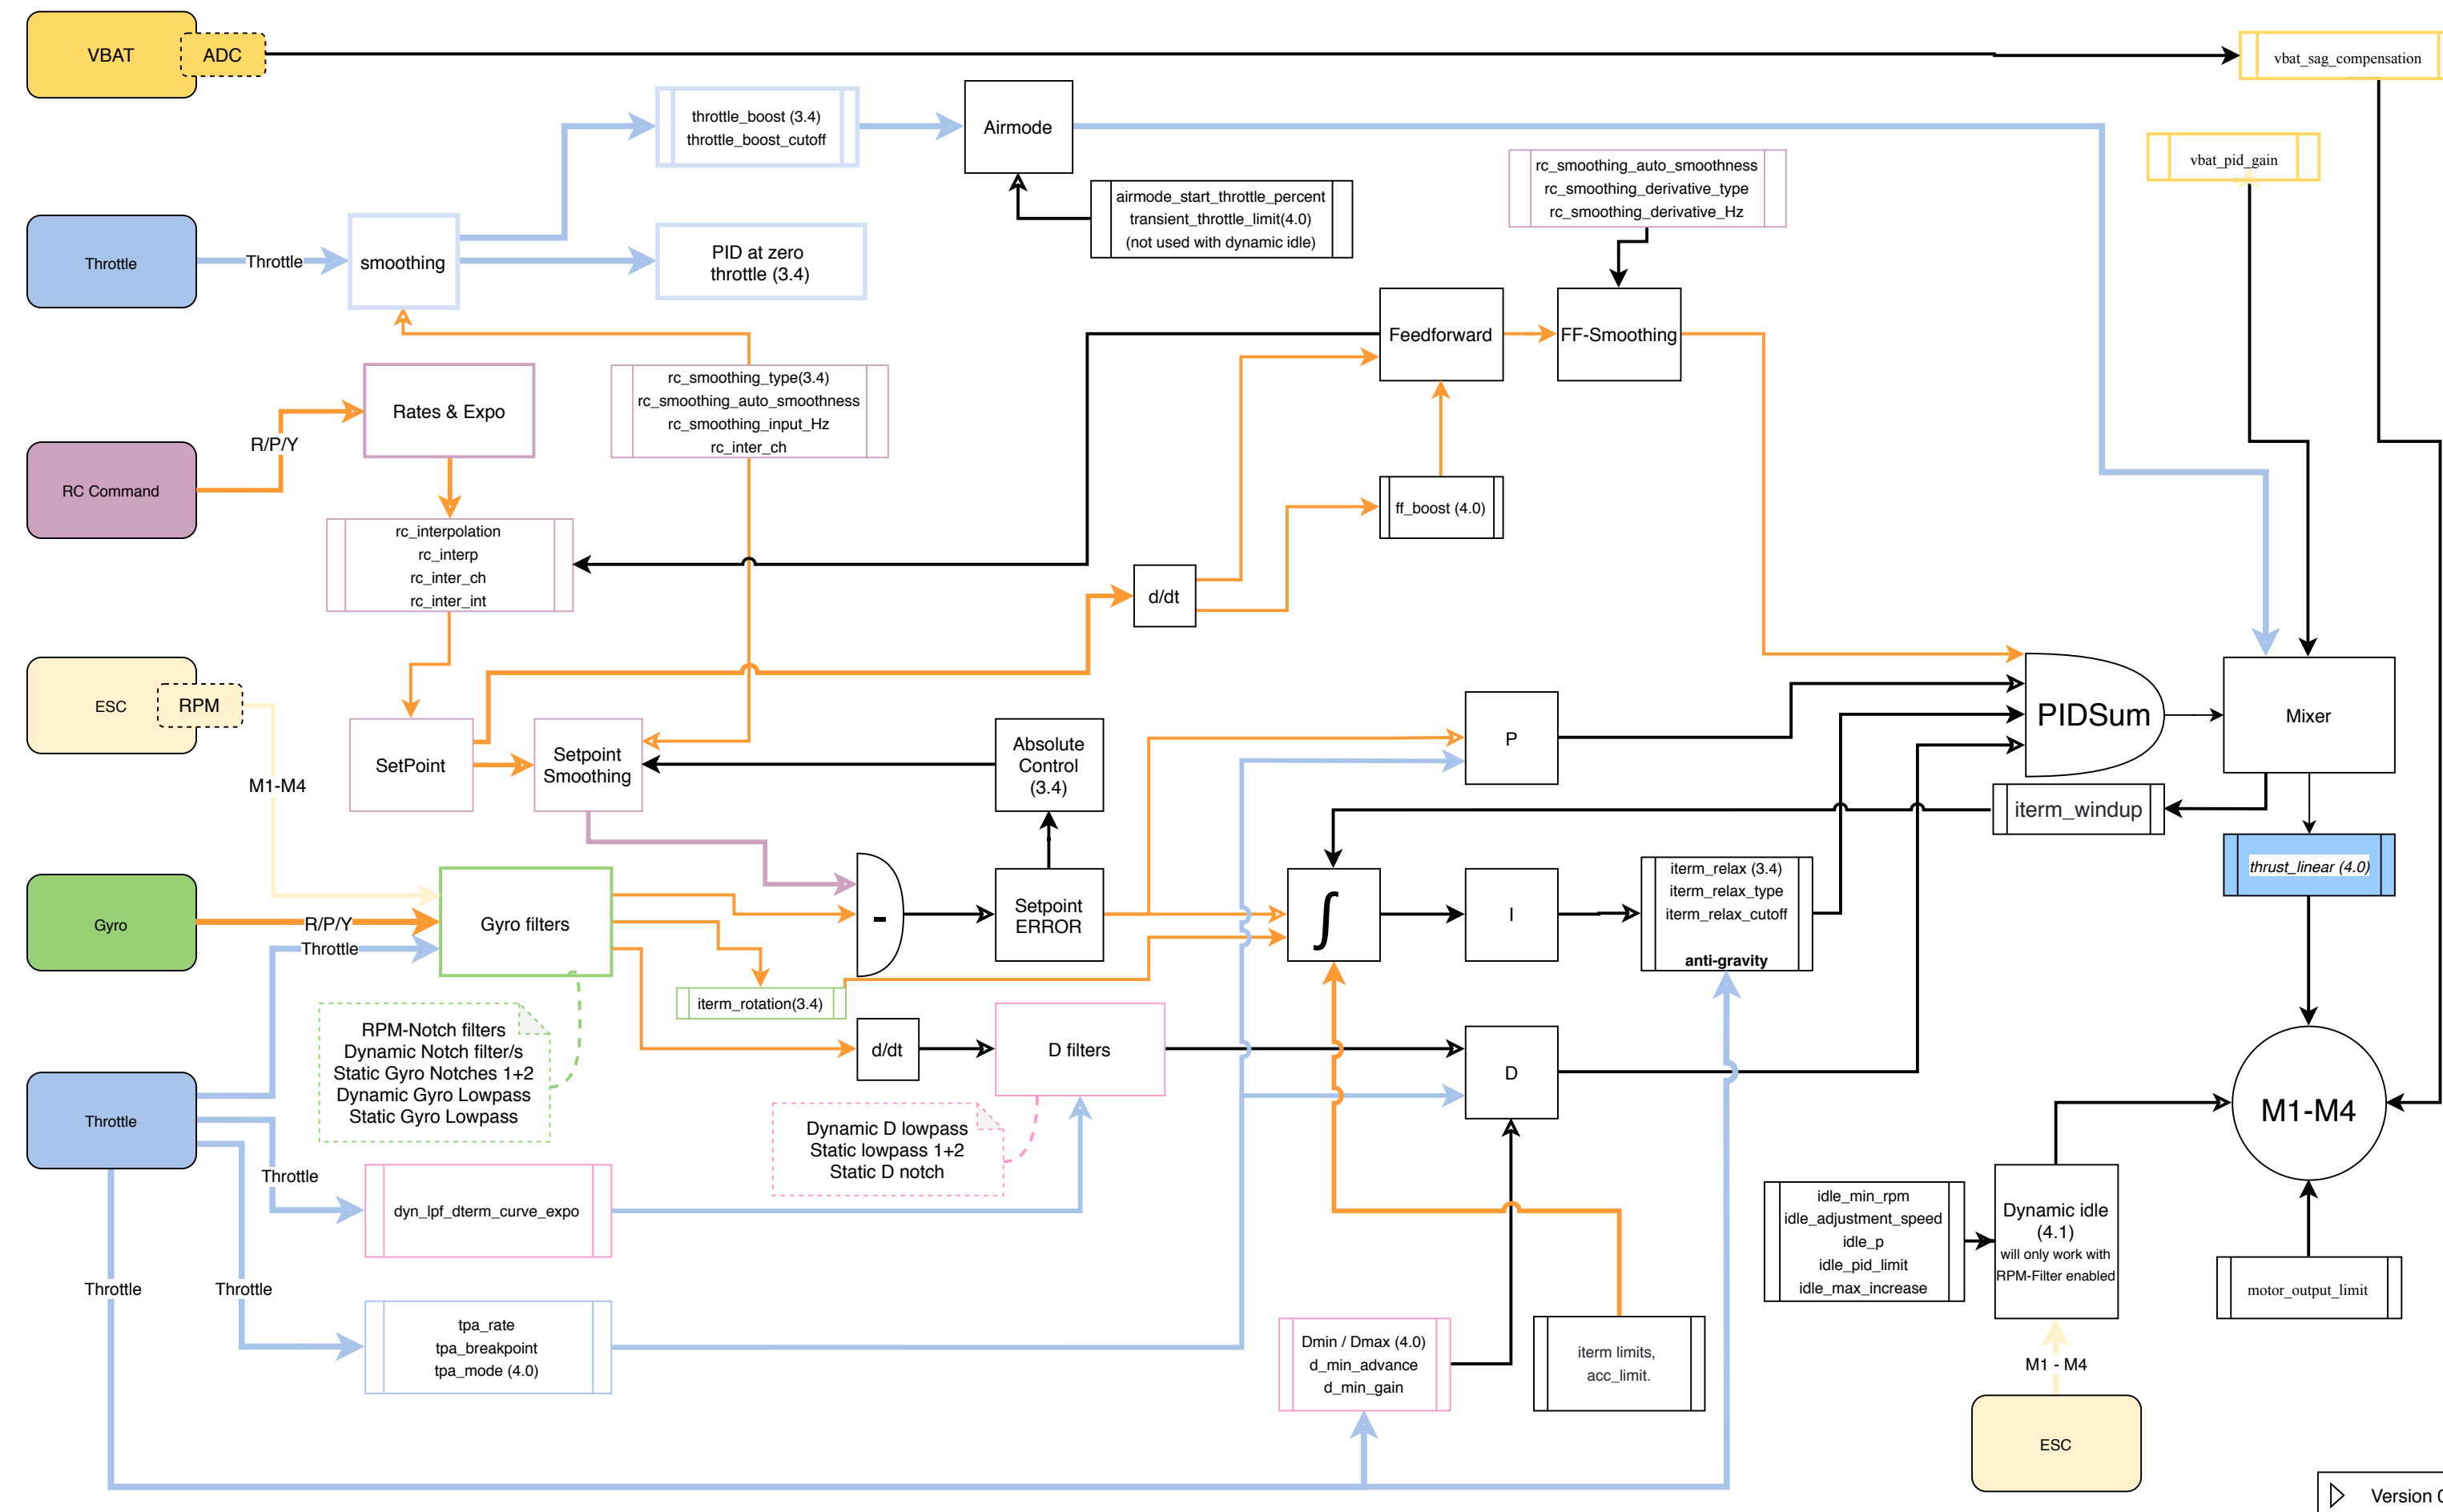 VBAT
ADC
vbat_sag_compensation
throttle_boost (3.4)
throttle_boost_cutoff
Airmode
vbat_pid_gain
rc_smoothing_auto_smoothness
rc_smoothing_derivative_type
rc_smoothing_derivative_Hz
airmode_start_throttle_percent
transient_throttle_limit(4.0)
(not used with dynamic idle)
Throttle
Throttle
smoothing
PID at zero
throttle (3.4)
Feedforward
FF-Smoothing
rc_smoothing_type(3.4)
rc_smoothing_auto_smoothness
rc_smoothing_input_Hz
rc_inter_ch
Rates & Expo
R/P/Y
RC Command
ff_boost (4.0)
rc_interpolation
rc_interp
rc_inter_ch
rc_inter_int
d/dt
ESC
RPM
M1-M4
SetPoint
Setpoint
Smoothing
Absolute
Control
(3.4)
P
PIDSum
Mixer
iterm_windup
thrust_linear (4.0)
Gyro
R/P/Y
Throttle
Gyro filters
-
Setpoint
ERROR
∫
I
iterm_relax (3.4)
iterm_relax_type
iterm_relax_cutoff
anti-gravity
iterm_rotation(3.4)
RPM-Notch filters
Dynamic Notch filter/s
Static Gyro Notches 1+2
Dynamic Gyro Lowpass
Static Gyro Lowpass
d/dt
D filters
D
M1-M4
Throttle
Dynamic D lowpass
Static lowpass 1+2
Static D notch
Throttle
dyn_lpf_dterm_curve_expo
idle_min_rpm
idle_adjustment_speed
idle_p
idle_pid_limit
idle_max_increase
Dynamic idle
(4.1)
will only work with
RPM-Filter enabled
motor_output_limit
Throttle
Throttle
tpa_rate
tpa_breakpoint
tpa_mode (4.0)
Dmin / Dmax (4.0)
d_min_advance
d_min_gain
iterm limits,
acc_limit.
M1 - M4
ESC
Version